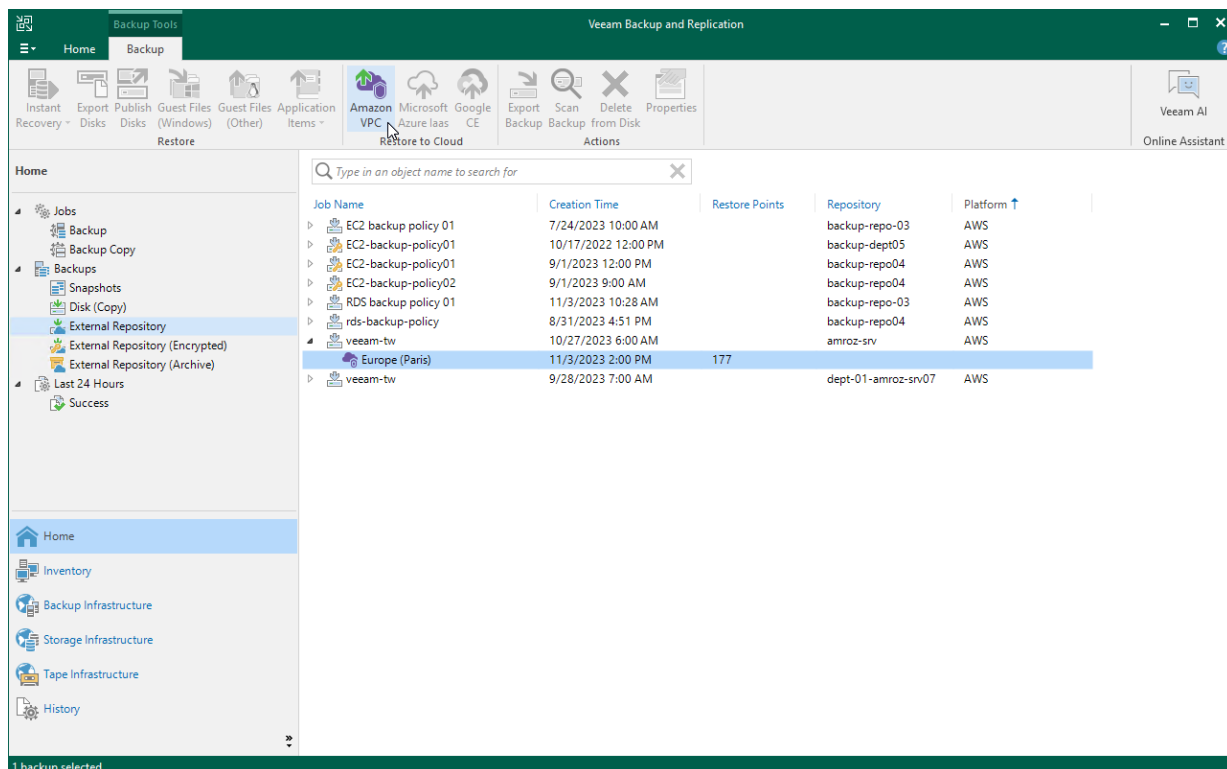 Backup Tools
Veeam Backup and Replication
Home Backup
Instant Recovery
Export Disks
Publish Disks
Guest Files (Windows)
Guest Files (Other)
Application Items
Amazon VPC
Microsoft Azure Iaas
Google CE
Export Backup
Scan Backup
Delete from Disk
Properties
Veeam AI
Restore
Restore to Cloud
Actions
Online Assistant
Home
Jobs
Backup
Backup Copy
Backups
Snapshots
Disk (Copy)
External Repository
External Repository (Encrypted)
External Repository (Archive)
Last 24 Hours
Success
Home
Inventory
Backup Infrastructure
Storage Infrastructure
Tape Infrastructure
History
Type in an object name to search for
Job Name Creation Time Restore Points Repository Platform
EC2 backup policy 01 7/24/2023 10:00 AM backup-repo-03 AWS
EC2-backup-policy01 10/17/2022 12:00 PM backup-dept05 AWS
EC2-backup-policy01 9/1/2023 12:00 PM backup-repo04 AWS
EC2-backup-policy02 9/1/2023 9:00 AM backup-repo04 AWS
RDS backup policy 01 11/3/2023 10:28 AM backup-repo-03 AWS
rds-backup-policy 8/31/2023 4:51 PM backup-repo04 AWS
veeam-tw 10/27/2023 6:00 AM amroz-srv AWS
Europe (Paris) 11/3/2023 2:00 PM 177
veeam-tw 9/28/2023 7:00 AM dept-01-amroz-srv07 AWS
1 backup selected